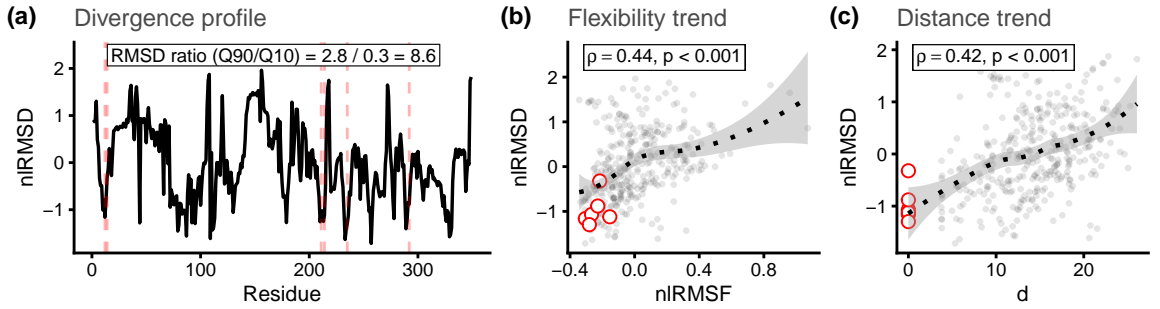 (a) Divergence profile
RMSD ratio (Q90/Q10) = 2.8 / 0.3 = 8.6
nlRMSD
2
1
0
−1
0 100 200 300
Residue
(b) Flexibility trend
ρ = 0.44, p < 0.001
nlRMSD
2
1
0
−1
−0.4 0.0 0.4 0.8
nlRMSF
(c) Distance trend
ρ = 0.42, p < 0.001
nlRMSD
2
1
0
−1
0 10 20
d